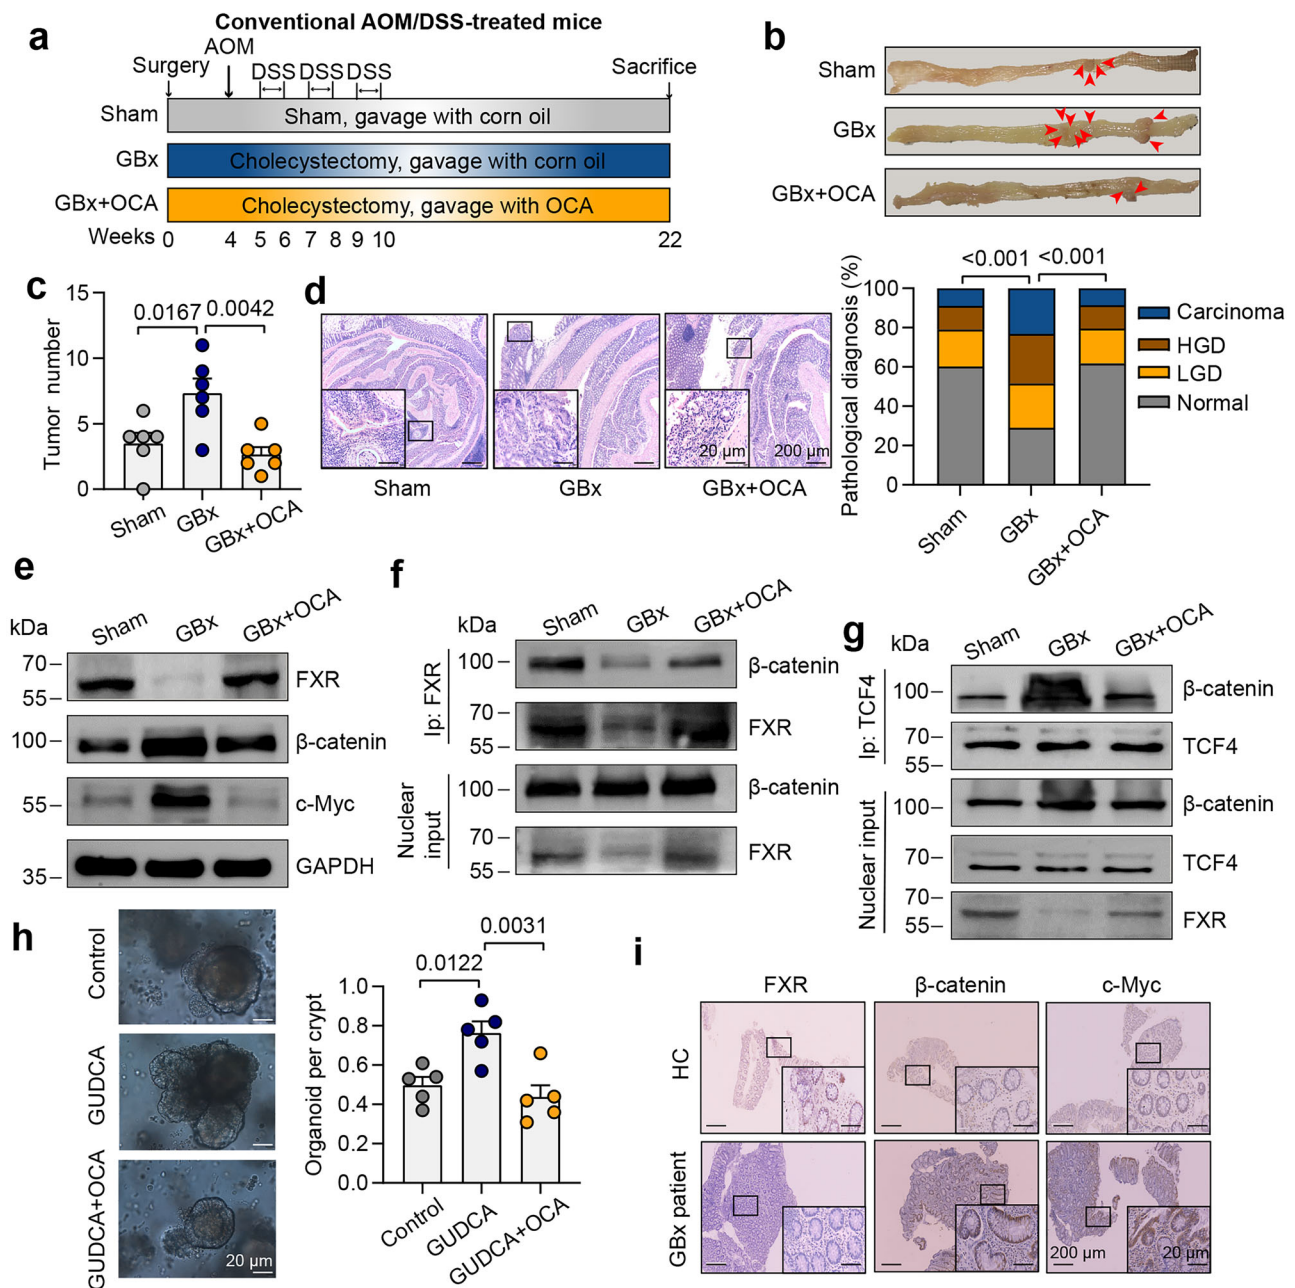 a
Conventional AOM/DSS-treated mice
AOM
Surgery
DSS DSS DSS
Sacrifice
Sham
Sham, gavage with corn oil
GBx
Cholecystectomy, gavage with corn oil
GBx+OCA
Cholecystectomy, gavage with OCA
Weeks 0 4 5 6 7 8 9 10 22
b
Sham
GBx
GBx+OCA
c
Tumor number
15
10
5
0
0.0167 0.0042
Sham GBx GBx+OCA
d
20 µm 200 µm
Sham GBx GBx+OCA
Pathological diagnosis (%)
100
80
60
40
20
0
<0.001 <0.001
Carcinoma
HGD
LGD
Normal
Sham GBx GBx+OCA
e
kDa Sham GBx GBx+OCA
70
55
FXR
100
β-catenin
55
c-Myc
35
GAPDH
f
kDa Sham GBx GBx+OCA
Ip: FXR
100
β-catenin
70
55
FXR
Nuclear input
100
β-catenin
70
55
FXR
g
kDa Sham GBx GBx+OCA
Ip: TCF4
100
β-catenin
70
55
TCF4
Nuclear input
100
β-catenin
70
TCF4
70
55
FXR
h
Control
GUDCA
GUDCA+OCA
20 µm
Organoid per crypt
1.0
0.8
0.6
0.4
0.2
0.0
0.0122
0.0031
Control GUDCA GUDCA+OCA
i
FXR β-catenin c-Myc
HC
GBx patient
200 µm 20 µm